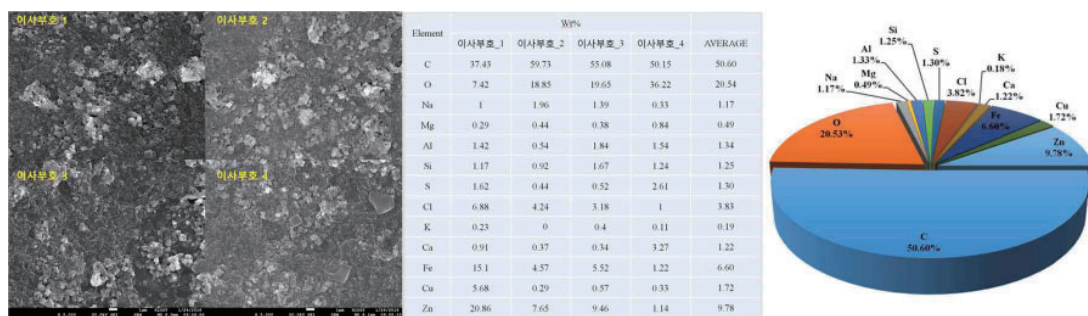 이사부호_1
이사부호_2
이사부호_3
이사부호_4
Element Wt%
이사부호_1 이사부호_2 이사부호_3 이사부호_4 AVERAGE
C 37.43 59.73 55.08 50.15 50.60
O 7.42 18.85 19.65 36.22 20.54
Na 1 1.96 1.39 0.33 1.17
Mg 0.29 0.44 0.38 0.84 0.49
Al 1.42 0.54 1.84 1.54 1.34
Si 1.17 0.92 1.67 1.24 1.25
S 1.62 0.44 0.52 2.61 1.30
Cl 6.88 4.24 3.18 1 3.83
K 0.23 0 0.4 0.11 0.19
Ca 0.91 0.37 0.34 3.27 1.22
Fe 15.1 4.57 5.52 1.22 6.60
Cu 5.68 0.29 0.57 0.33 1.72
Zn 20.86 7.65 9.46 1.14 9.78
Si
1.25%
Al
1.33%
S
1.30%
K
0.18%
Na
1.17%
Mg
0.49%
Cl
3.82%
Ca
1.22%
Cu
1.72%
O
20.53%
Fe
6.60%
Zn
9.78%
C
50.60%